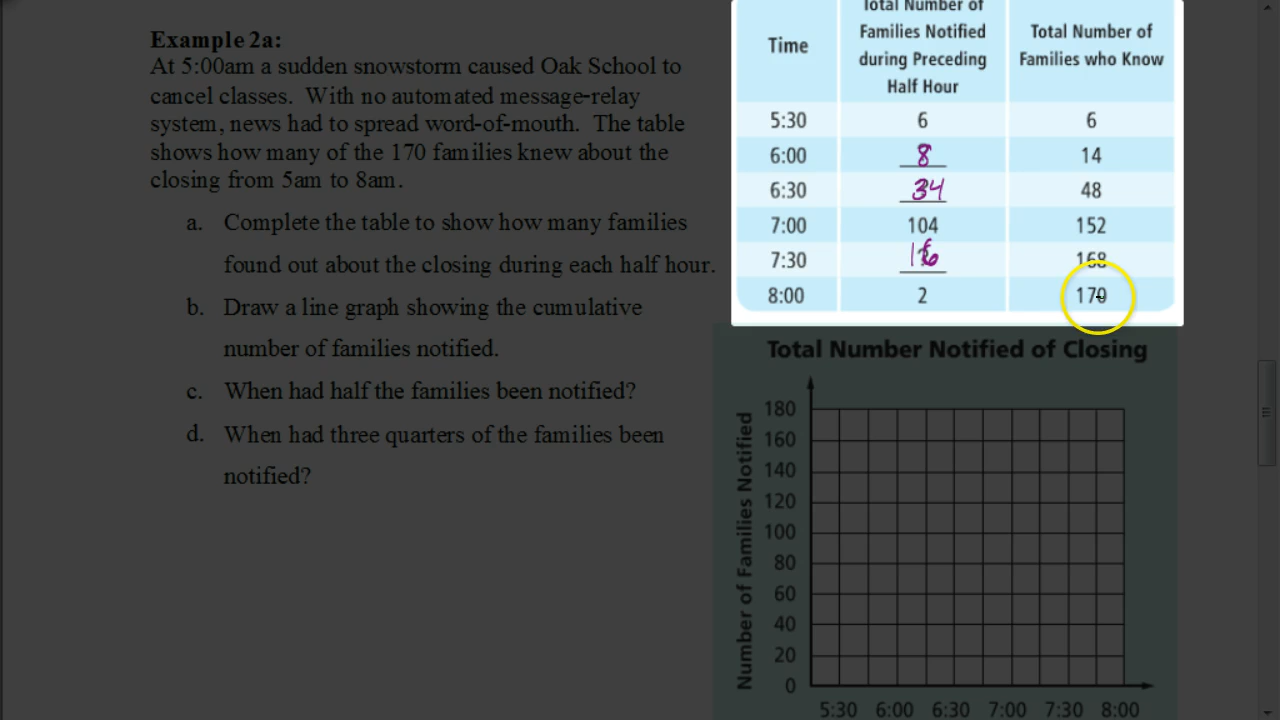 Example 2a:
At 5:00am a sudden snowstorm caused Oak School to
cancel classes. With no automated message-relay
system, news had to spread word-of-mouth. The table
shows how many of the 170 families knew about the
closing from 5am to 8am.
a. Complete the table to show how many families
found out about the closing during each half hour.
b. Draw a line graph showing the cumulative
number of families notified.
c. When had half the families been notified?
d. When had three quarters of the families been
notified?
Time
Total Number of
Families Notified
during Preceding
Half Hour
Total Number of
Families who Know
5:30 6 6
6:00 8 14
6:30 34 48
7:00 104 152
7:30 16 168
8:00 2 170
Total Number Notified of Closing
Number of Families Notified
180
160
140
120
100
80
60
40
20
0
5:30 6:00 6:30 7:00 7:30 8:00